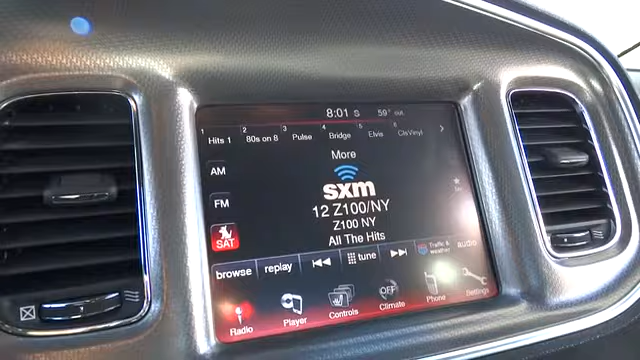 8:01 S 59° out
1 Hits 1 2 80s on 8 3 Pulse 4 Bridge 5 Elvis 6 ClsVinyl
More
AM
sxm
FM
12 Z100/NY
Z100 NY
SAT
All The Hits
browse replay tune Traffic & weather audio
Radio Player Controls OFF Climate Phone Settings